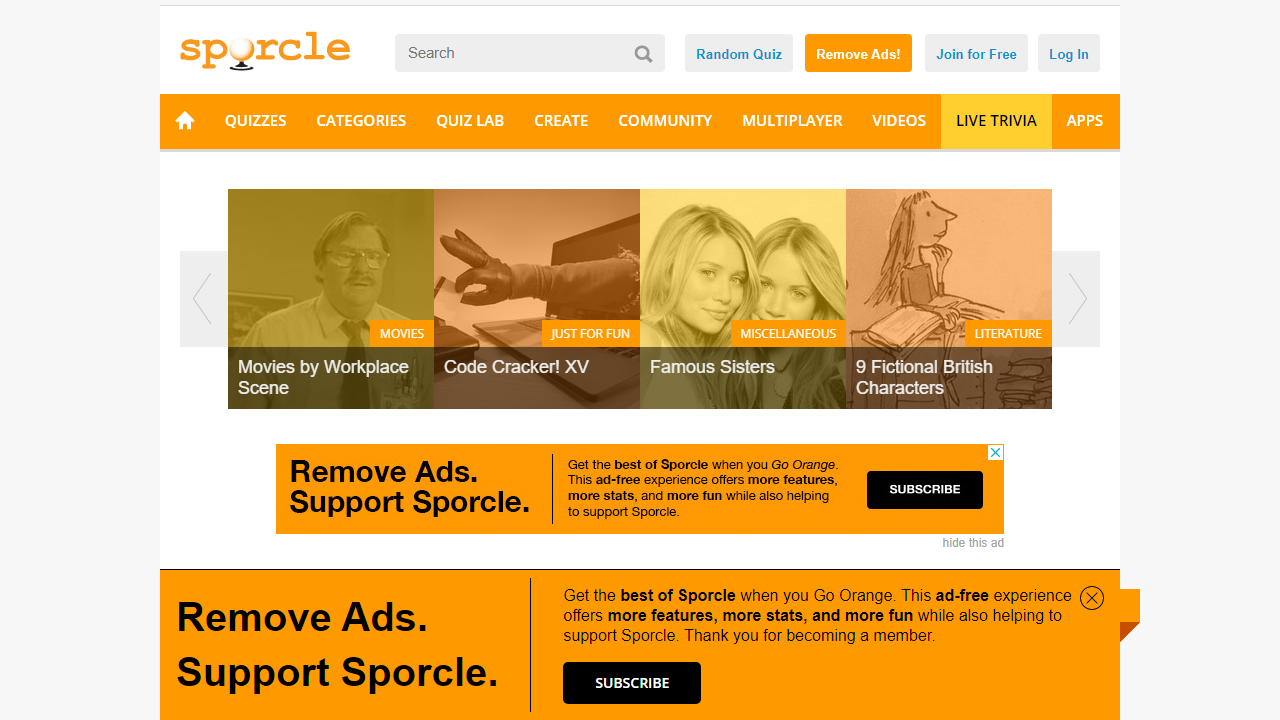 sporcle
Search
Random Quiz
Remove Ads!
Join for Free
Log In
QUIZZES
CATEGORIES
QUIZ LAB
CREATE
COMMUNITY
MULTIPLAYER
VIDEOS
LIVE TRIVIA
APPS
MOVIES
Movies by Workplace
Scene
JUST FOR FUN
Code Cracker! XV
MISCELLANEOUS
Famous Sisters
LITERATURE
9 Fictional British
Characters
Remove Ads.
Support Sporcle.
Get the best of Sporcle when you Go Orange.
This ad-free experience offers more features,
more stats, and more fun while also helping
to support Sporcle.
SUBSCRIBE
hide this ad
Remove Ads.
Support Sporcle.
Get the best of Sporcle when you Go Orange. This ad-free experience
offers more features, more stats, and more fun while also helping to
support Sporcle. Thank you for becoming a member.
SUBSCRIBE